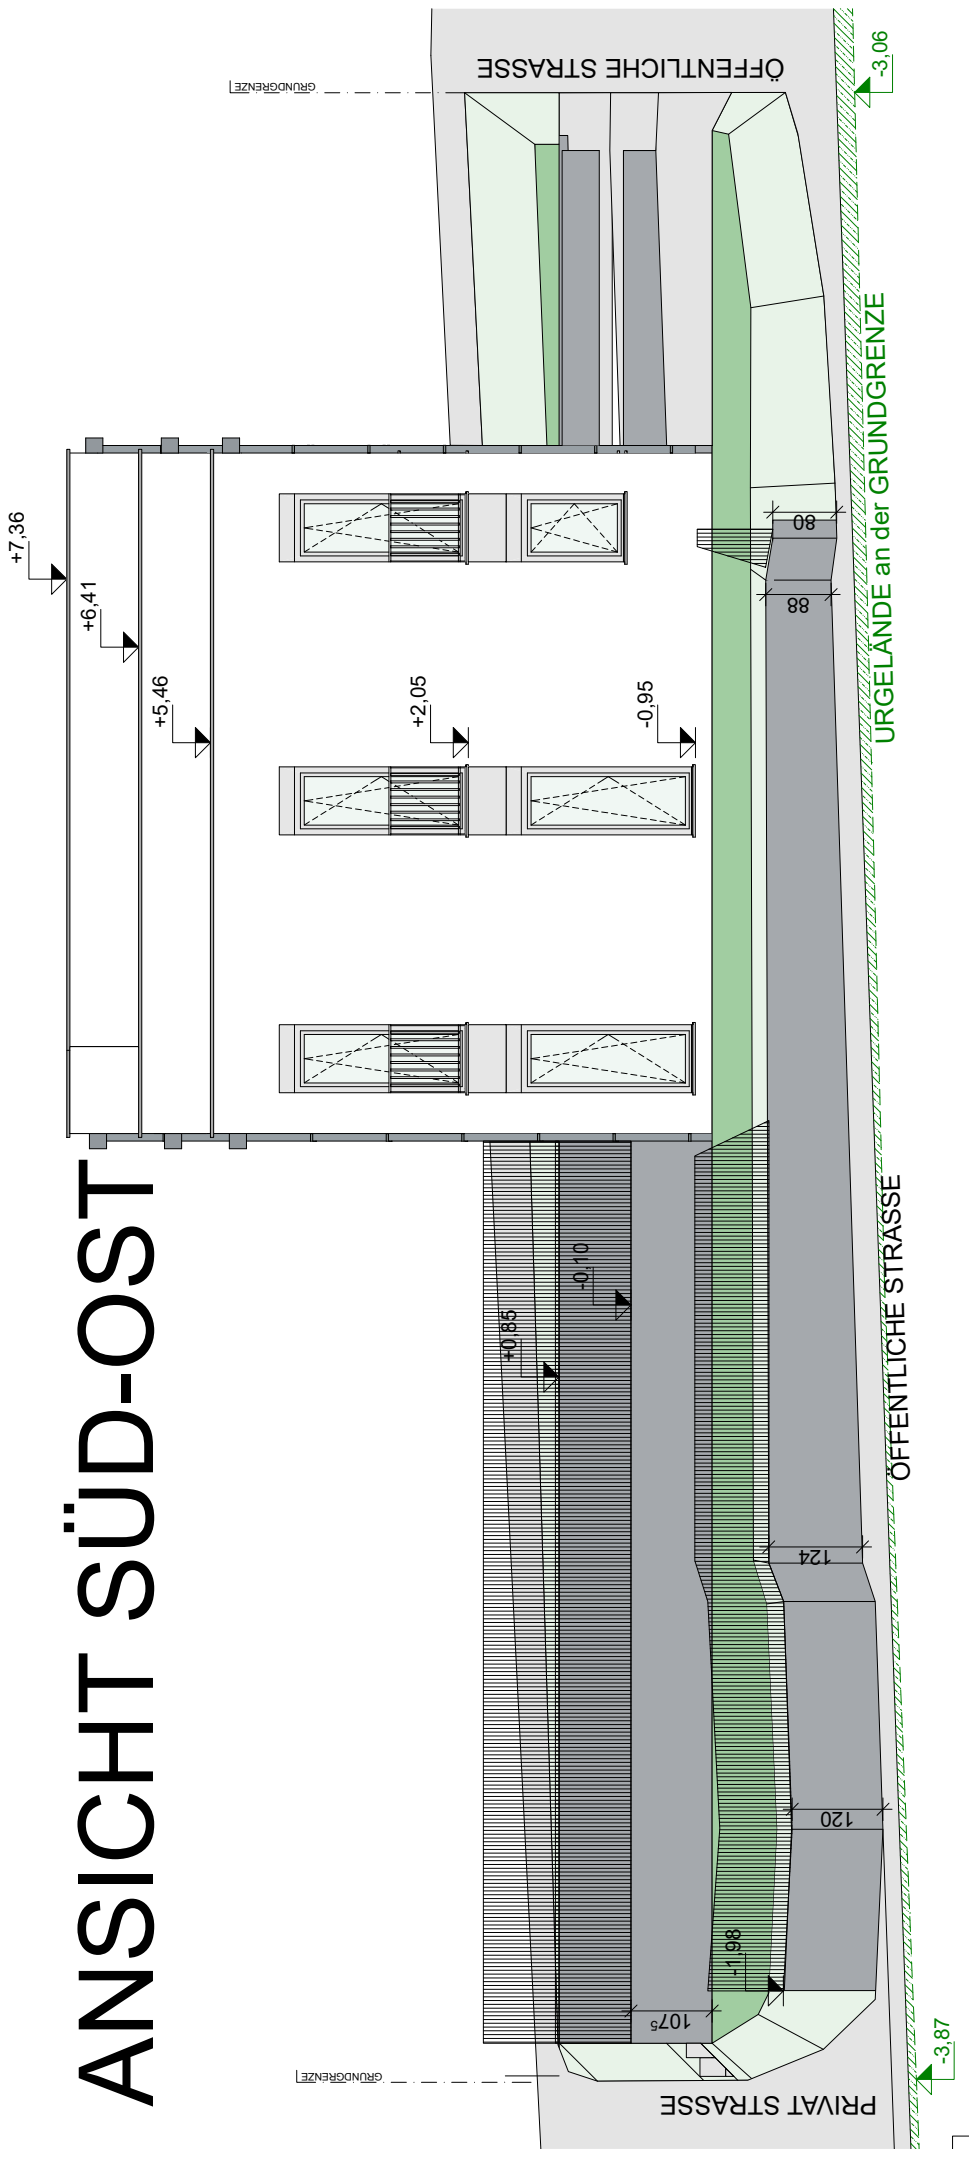 ANSICHT SÜD-OST
+7,36
+6,41
+5,46
+2,05
-0,95
+0,85
-0,10
-1,98
107⁵
120
124
88
80
GRUNDGRENZE
GRUNDGRENZE
PRIVAT STRASSE
ÖFFENTLICHE STRASSE
ÖFFENTLICHE STRASSE
URGELÄNDE an der GRUNDGRENZE
-3,87
-3,06